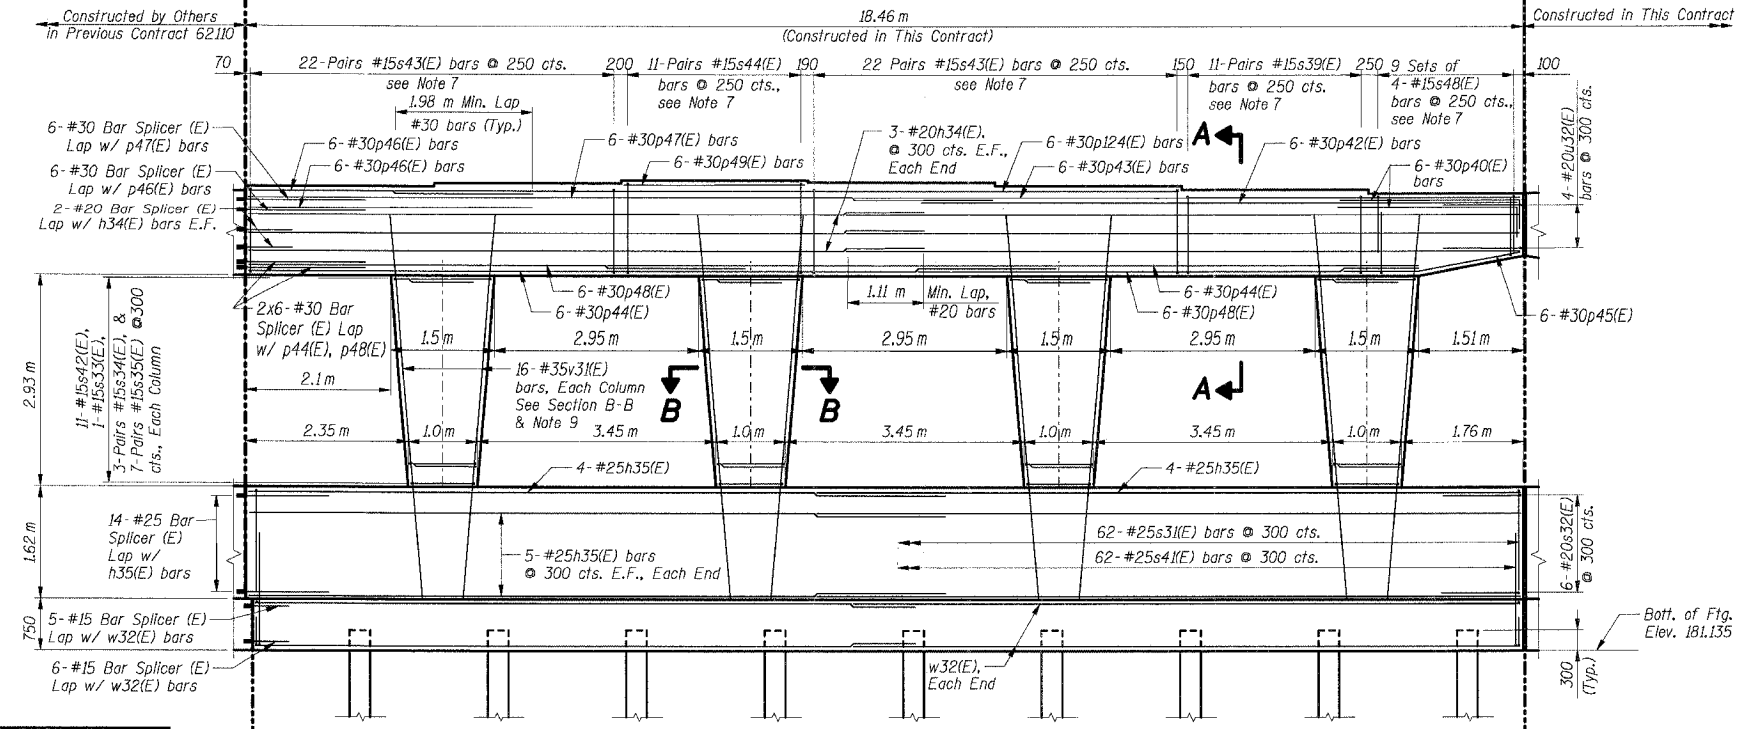 Constructed by Others
in Previous Contract 62110
18.46 m
(Constructed in This Contract)
Constructed in This Contract
70
22-Pairs #15s43(E) bars @ 250 cts.
see Note 7
200
11-Pairs #15s44(E)
bars @ 250 cts.,
see Note 7
190
22 Pairs #15s43(E) bars @ 250 cts.
see Note 7
150
11-Pairs #15s39(E)
bars @ 250 cts.
see Note 7
250
9 Sets of
4-#15s48(E)
bars @ 250 cts.,
see Note 7
100
4-#20u32(E)
bars @ 300 cts.
1.98 m Min. Lap
#30 bars (Typ.)
6-#30 Bar Splicer (E)
Lap w/ p47(E) bars
6-#30p46(E) bars
6-#30p46(E) bars
6-#30p47(E) bars
6-#30p49(E) bars
3-#20h34(E),
@ 300 cts. E.F.,
Each End
6-#30p124(E) bars
6-#30p43(E) bars
A
6-#30p42(E) bars
6-#30p40(E)
bars
6-#30 Bar Splicer (E)
Lap w/ p46(E) bars
2-#20 Bar Splicer (E)
Lap w/ h34(E) bars E.F.
2.93 m
11-#15s42(E),
1-#15s33(E),
3-Pairs #15s34(E), &
7-Pairs #15s35(E) @300
cts., Each Column
2x6-#30 Bar
Splicer (E) Lap
w/ p44(E), p48(E)
6-#30p48(E)
6-#30p44(E)
1.11 m
Min. Lap,
#20 bars
6-#30p44(E)
6-#30p48(E)
6-#30p45(E)
1.5 m
2.95 m
1.5 m
2.95 m
1.5 m
2.95 m
1.5 m
1.51 m
2.1 m
16-#35v31(E)
bars, Each Column
See Section B-B
& Note 9
B
B
A
2.35 m
1.0 m
3.45 m
1.0 m
3.45 m
1.0 m
3.45 m
1.0 m
1.76 m
4-#25h35(E)
4-#25h35(E)
1.62 m
14-#25 Bar
Splicer (E)
Lap w/
h35(E) bars
5-#25h35(E) bars
@ 300 cts. E.F., Each End
62-#25s31(E) bars @ 300 cts.
62-#25s41(E) bars @ 300 cts.
6-#20s32(E)
@ 300 cts.
750
5-#15 Bar Splicer (E)
Lap w/ w32(E) bars
6-#15 Bar Splicer (E)
Lap w/ w32(E) bars
w32(E),
Each End
300
(Typ.)
Bott. of Ftg.
Elev. 181.135